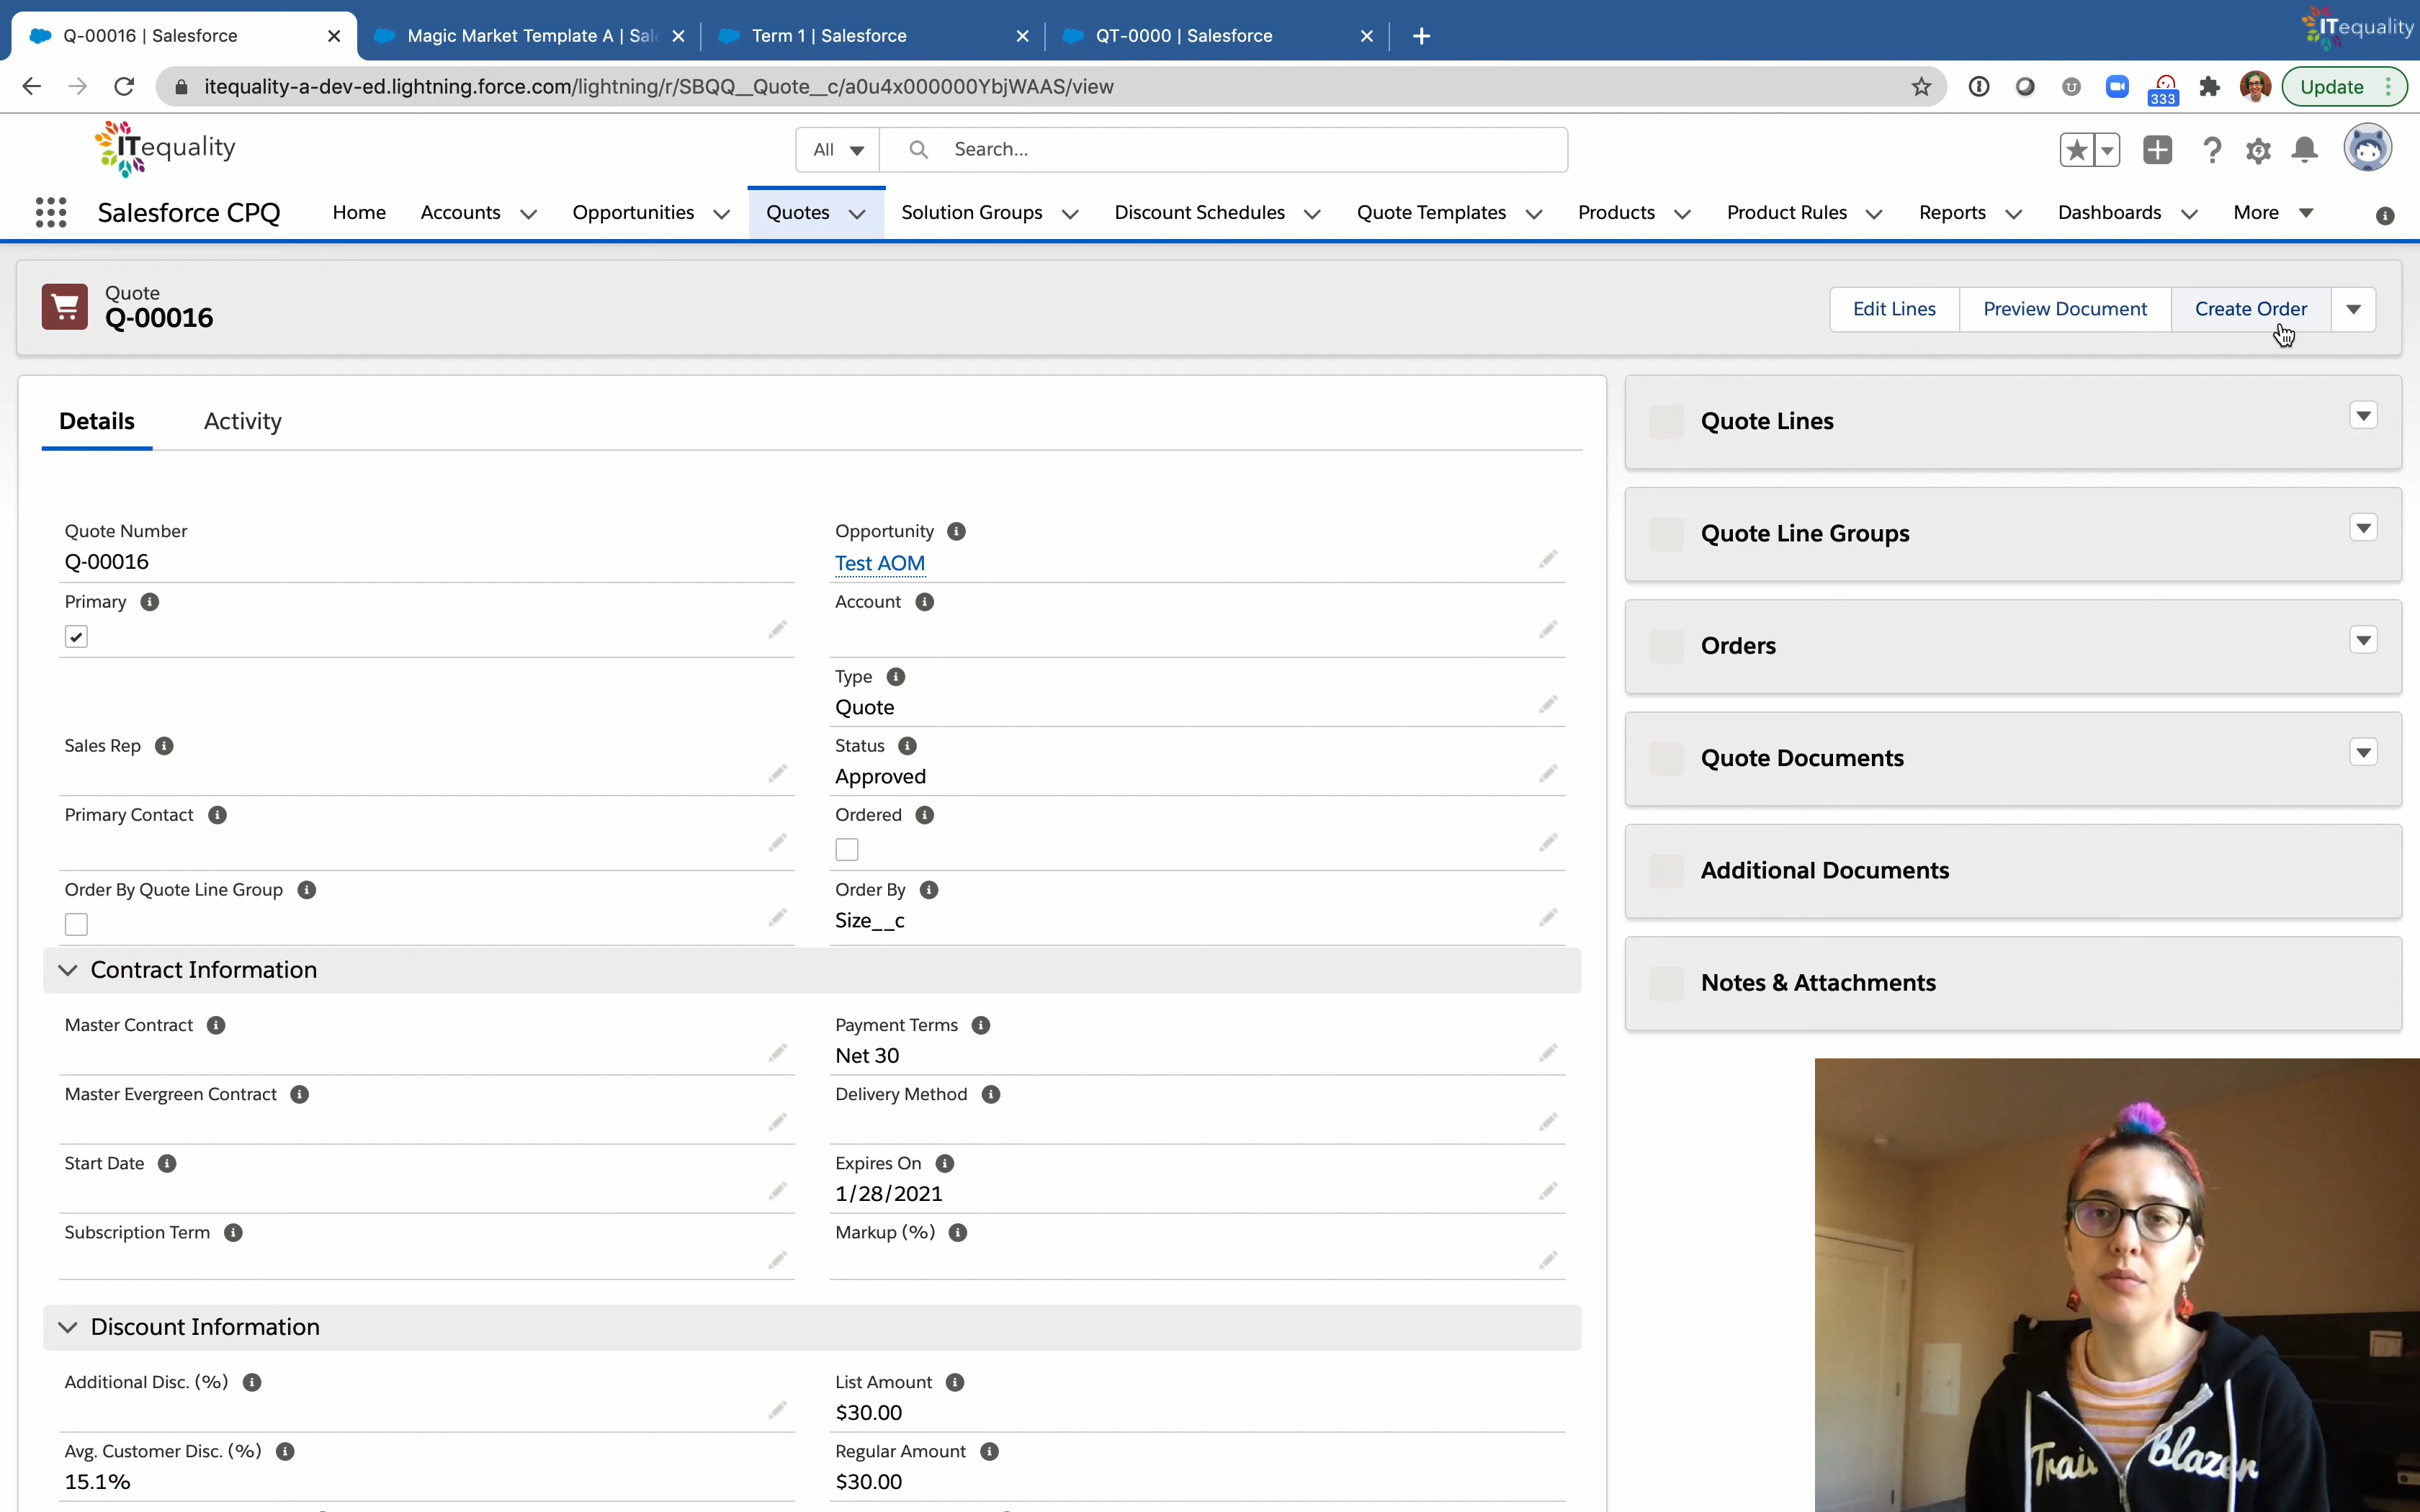 Q-00016 | Salesforce
Magic Market Template A | Sale
Term 1 | Salesforce
QT-0000 | Salesforce
ITequality
itequality-a-dev-ed.lightning.force.com/lightning/r/SBQQ__Quote__c/a0u4x000000YbjWAAS/view
333
Update
ITequality
All
Search...
Salesforce CPQ
Home
Accounts
Opportunities
Quotes
Solution Groups
Discount Schedules
Quote Templates
Products
Product Rules
Reports
Dashboards
More
Quote
Q-00016
Edit Lines
Preview Document
Create Order
Details
Activity
Quote Number
Q-00016
Opportunity
Test AOM
Primary
Account
Type
Quote
Sales Rep
Status
Approved
Primary Contact
Ordered
Order By Quote Line Group
Order By
Size__c
Contract Information
Master Contract
Payment Terms
Net 30
Master Evergreen Contract
Delivery Method
Start Date
Expires On
1/28/2021
Subscription Term
Markup (%)
Discount Information
Additional Disc. (%)
List Amount
$30.00
Avg. Customer Disc. (%)
15.1%
Regular Amount
$30.00
Quote Lines
Quote Line Groups
Orders
Quote Documents
Additional Documents
Notes & Attachments
Trail
Blazer